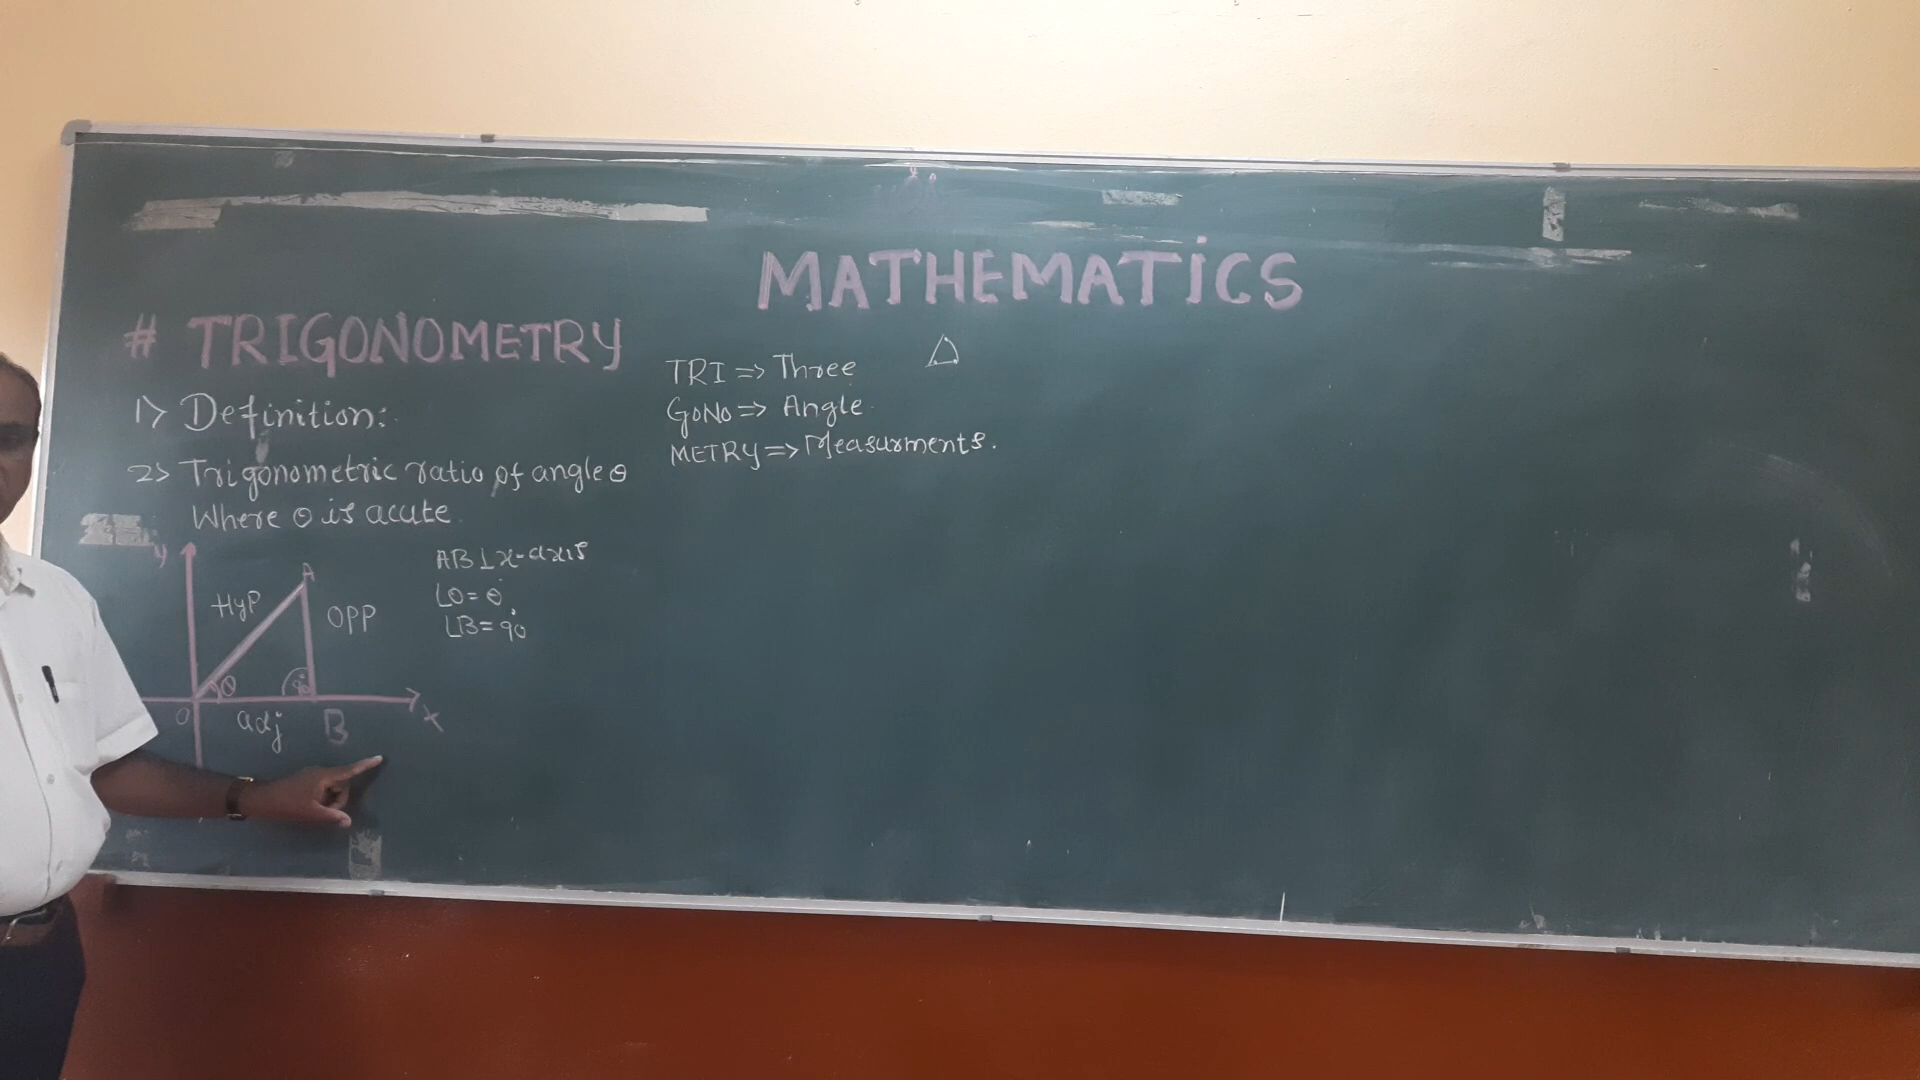 MATHEMATICS
# TRIGONOMETRY
1> Definition:
2> Trigonometric ratio of angle θ
Where θ is acute.
TRI => Three
GONO => Angle.
METRY => Measurments.
y
A
Hyp
OPP
θ
90°
O
adj
B
x
AB⊥x-axis
∠O = θ
∠B = 90°